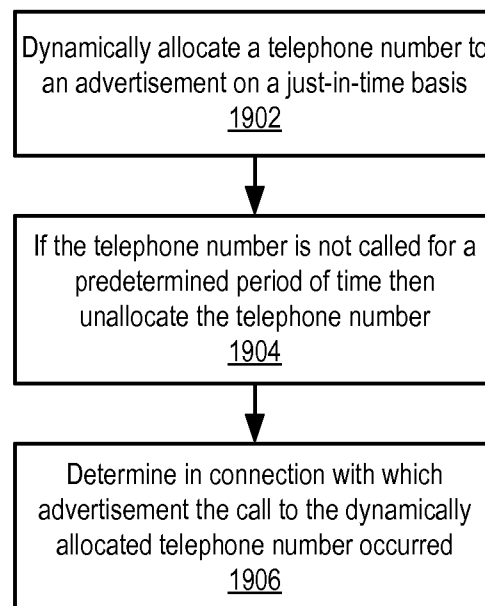 Dynamically allocate a telephone number to
an advertisement on a just-in-time basis
1902
If the telephone number is not called for a
predetermined period of time then
unallocate the telephone number
1904
Determine in connection with which
advertisement the call to the dynamically
allocated telephone number occurred
1906